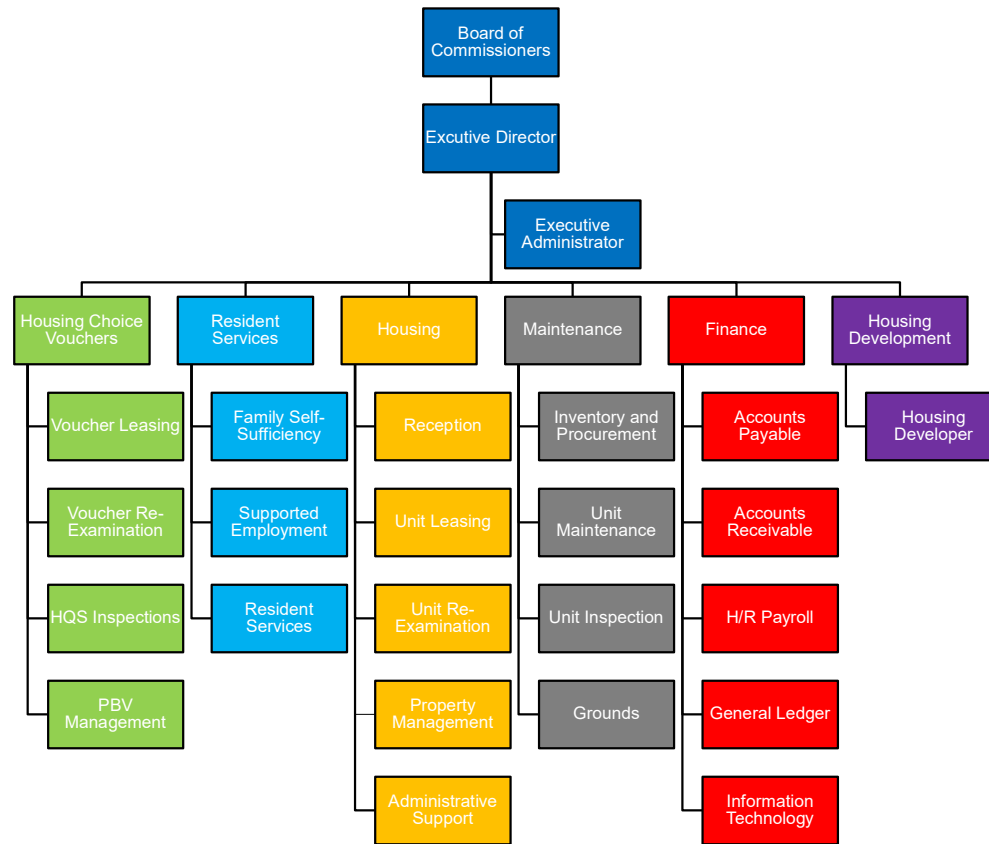 Board of
Commissioners
Excutive Director
Executive
Administrator
Housing Choice
Vouchers
Resident
Services
Housing
Maintenance
Finance
Housing
Development
Voucher Leasing
Family Self-
Sufficiency
Reception
Inventory and
Procurement
Accounts
Payable
Housing
Developer
Voucher Re-
Examination
Supported
Employment
Unit Leasing
Unit
Maintenance
Accounts
Receivable
HQS Inspections
Resident
Services
Unit Re-
Examination
Unit Inspection
H/R Payroll
PBV
Management
Property
Management
Grounds
General Ledger
Administrative
Support
Information
Technology